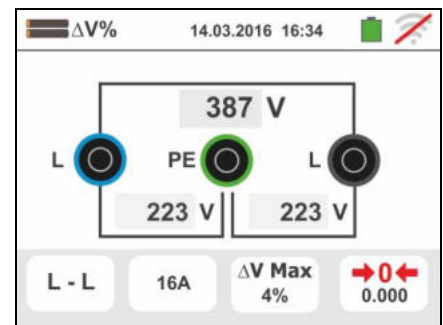 ΔV% 14.03.2016 16:34
387 V
L PE L
223 V 223 V
L - L 16A ΔV Max 4% →0← 0.000